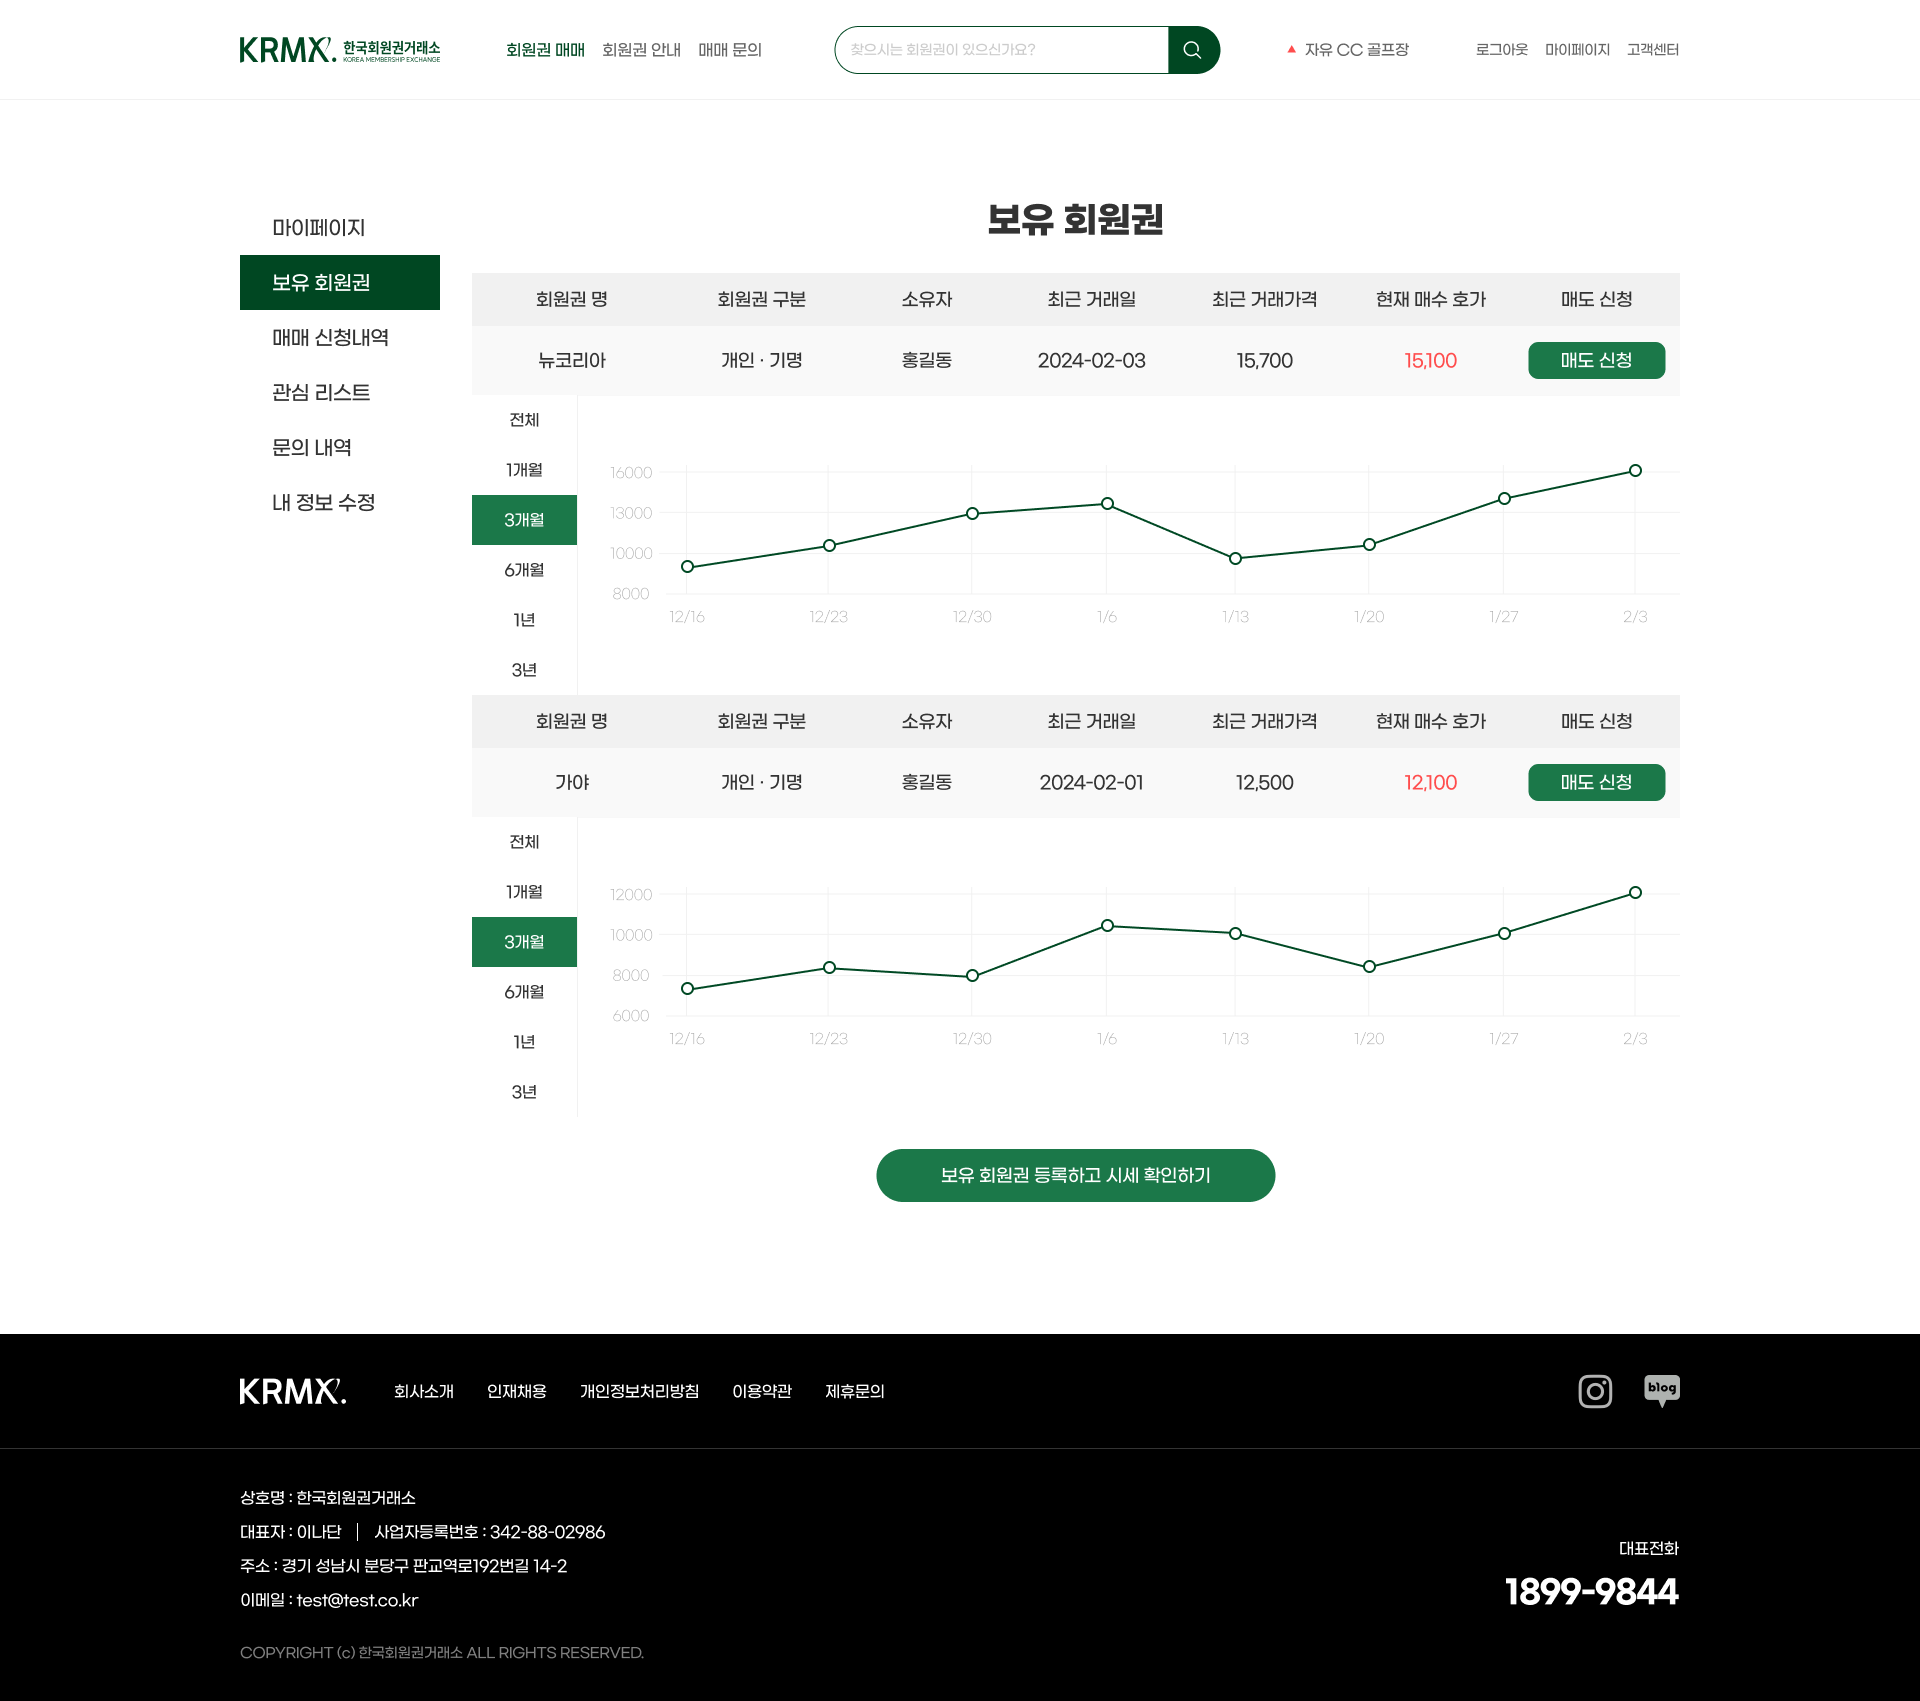 KRMX. 한국회원권거래소
KOREA MEMBERSHIP EXCHANGE
회원권 매매 회원권 안내 매매 문의
찾으시는 회원권이 있으신가요?
자유 CC 골프장
로그아웃 마이페이지 고객센터
마이페이지
보유 회원권
매매 신청내역
관심 리스트
문의 내역
내 정보 수정
보유 회원권
회원권 명 회원권 구분 소유자 최근 거래일 최근 거래가격 현재 매수 호가 매도 신청
뉴코리아 개인 · 기명 홍길동 2024-02-03 15,700 15,100 매도 신청
전체
1개월
3개월
6개월
1년
3년
16000
13000
10000
8000
12/16 12/23 12/30 1/6 1/13 1/20 1/27 2/3
회원권 명 회원권 구분 소유자 최근 거래일 최근 거래가격 현재 매수 호가 매도 신청
가야 개인 · 기명 홍길동 2024-02-01 12,500 12,100 매도 신청
전체
1개월
3개월
6개월
1년
3년
12000
10000
8000
6000
12/16 12/23 12/30 1/6 1/13 1/20 1/27 2/3
보유 회원권 등록하고 시세 확인하기
KRMX. 회사소개 인재채용 개인정보처리방침 이용약관 제휴문의
blog
상호명 : 한국회원권거래소
대표자 : 이나단 | 사업자등록번호 : 342-88-02986
주소 : 경기 성남시 분당구 판교역로192번길 14-2
이메일 : test@test.co.kr
대표전화
1899-9844
COPYRIGHT (c) 한국회원권거래소 ALL RIGHTS RESERVED.